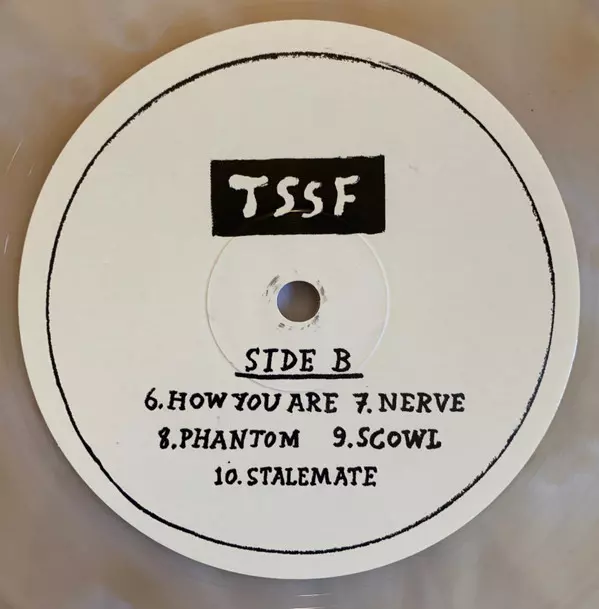 TSSF
SIDE B
6. HOW YOU ARE 7. NERVE
8. PHANTOM 9. SCOWL
10. STALEMATE